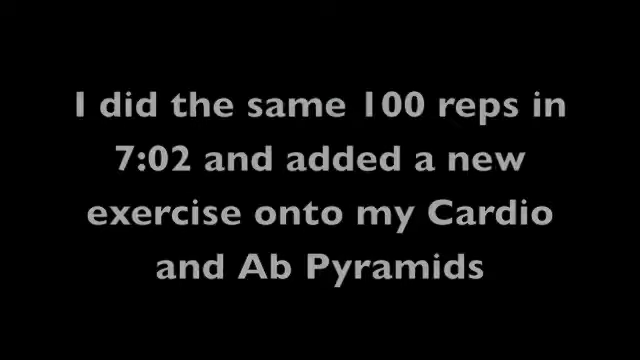 I did the same 100 reps in
7:02 and added a new
exercise onto my Cardio
and Ab Pyramids